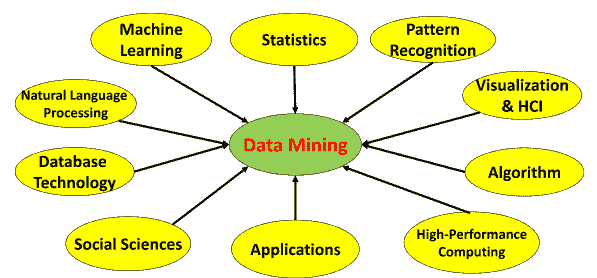 Machine
Learning
Statistics
Pattern
Recognition
Natural Language
Processing
Visualization
& HCI
Data Mining
Database
Technology
Algorithm
Social Sciences
Applications
High-Performance
Computing